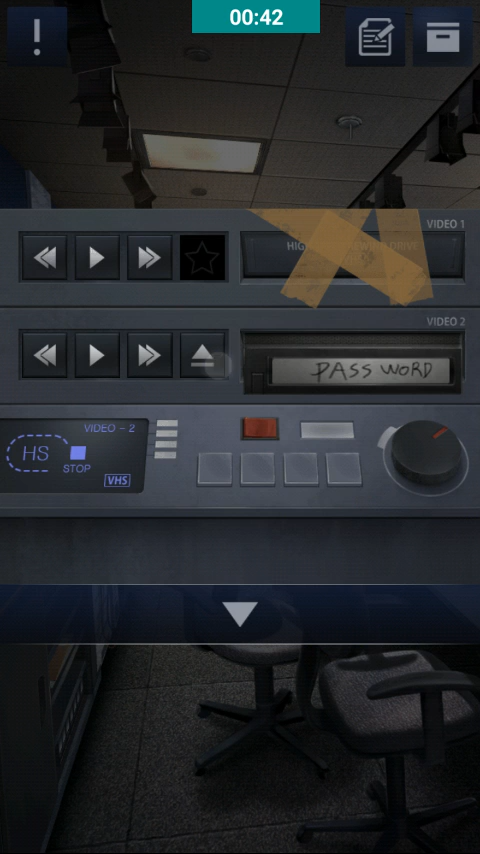 00:42
VIDEO 1
VIDEO 2
PASS WORD
VIDEO - 2
HS
STOP
VHS